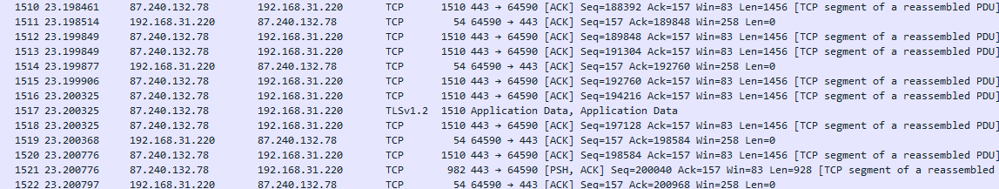 1510 23.198461 87.240.132.78 192.168.31.220 TCP 1510 443 → 64590 [ACK] Seq=188392 Ack=157 Win=83 Len=1456 [TCP segment of a reassembled PDU]
1511 23.198514 192.168.31.220 87.240.132.78 TCP 54 64590 → 443 [ACK] Seq=157 Ack=189848 Win=258 Len=0
1512 23.199849 87.240.132.78 192.168.31.220 TCP 1510 443 → 64590 [ACK] Seq=189848 Ack=157 Win=83 Len=1456 [TCP segment of a reassembled PDU]
1513 23.199849 87.240.132.78 192.168.31.220 TCP 1510 443 → 64590 [ACK] Seq=191304 Ack=157 Win=83 Len=1456 [TCP segment of a reassembled PDU]
1514 23.199877 192.168.31.220 87.240.132.78 TCP 54 64590 → 443 [ACK] Seq=157 Ack=192760 Win=258 Len=0
1515 23.199906 87.240.132.78 192.168.31.220 TCP 1510 443 → 64590 [ACK] Seq=192760 Ack=157 Win=83 Len=1456 [TCP segment of a reassembled PDU]
1516 23.200325 87.240.132.78 192.168.31.220 TCP 1510 443 → 64590 [ACK] Seq=194216 Ack=157 Win=83 Len=1456 [TCP segment of a reassembled PDU]
1517 23.200325 87.240.132.78 192.168.31.220 TLSv1.2 1510 Application Data, Application Data
1518 23.200325 87.240.132.78 192.168.31.220 TCP 1510 443 → 64590 [ACK] Seq=197128 Ack=157 Win=83 Len=1456 [TCP segment of a reassembled PDU]
1519 23.200368 192.168.31.220 87.240.132.78 TCP 54 64590 → 443 [ACK] Seq=157 Ack=198584 Win=258 Len=0
1520 23.200776 87.240.132.78 192.168.31.220 TCP 1510 443 → 64590 [ACK] Seq=198584 Ack=157 Win=83 Len=1456 [TCP segment of a reassembled PDU]
1521 23.200776 87.240.132.78 192.168.31.220 TCP 982 443 → 64590 [PSH, ACK] Seq=200040 Ack=157 Win=83 Len=928 [TCP segment of a reassembled
1522 23.200797 192.168.31.220 87.240.132.78 TCP 54 64590 → 443 [ACK] Seq=157 Ack=200968 Win=258 Len=0